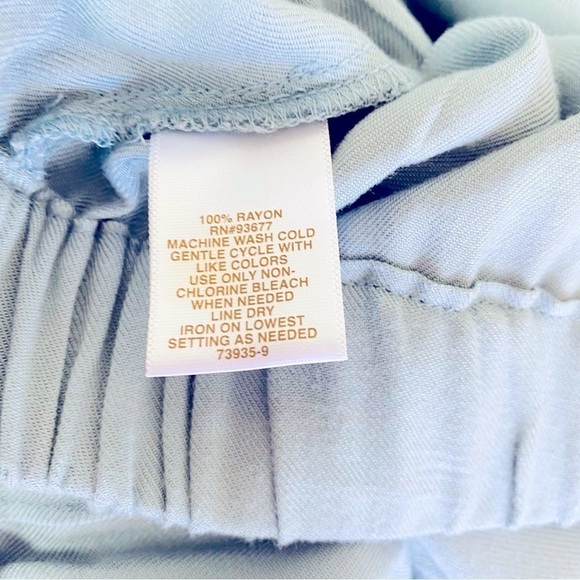 100% RAYON
RN#93677
MACHINE WASH COLD
GENTLE CYCLE WITH
LIKE COLORS
USE ONLY NON-
CHLORINE BLEACH
WHEN NEEDED
LINE DRY
IRON ON LOWEST
SETTING AS NEEDED
73935-9